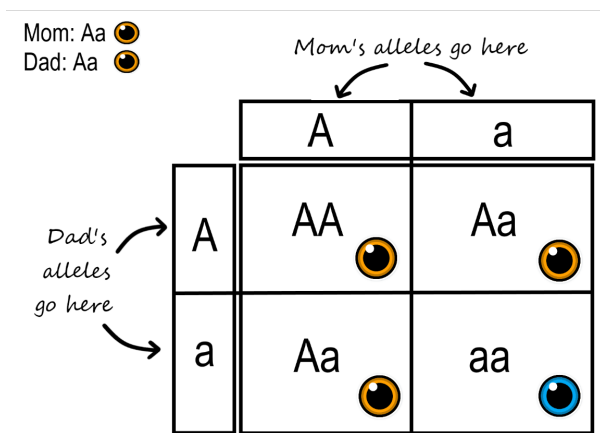 Mom: Aa
Dad: Aa
Mom's alleles go here
A a
Dad's
alleles
go here
A AA Aa
a Aa aa